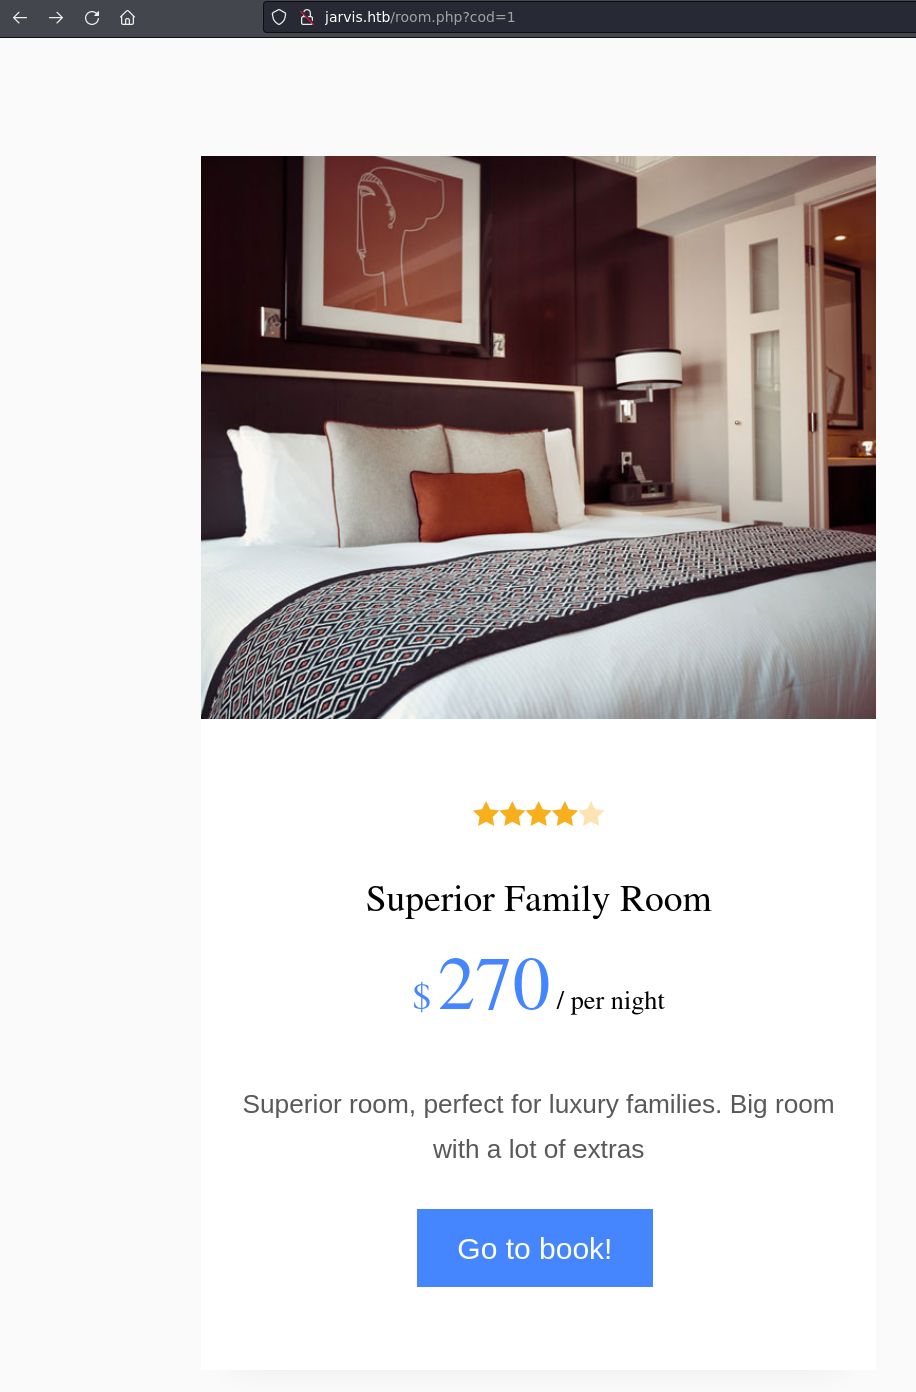 jarvis.htb/room.php?cod=1
Superior Family Room
$270 / per night
Superior room, perfect for luxury families. Big room
with a lot of extras
Go to book!